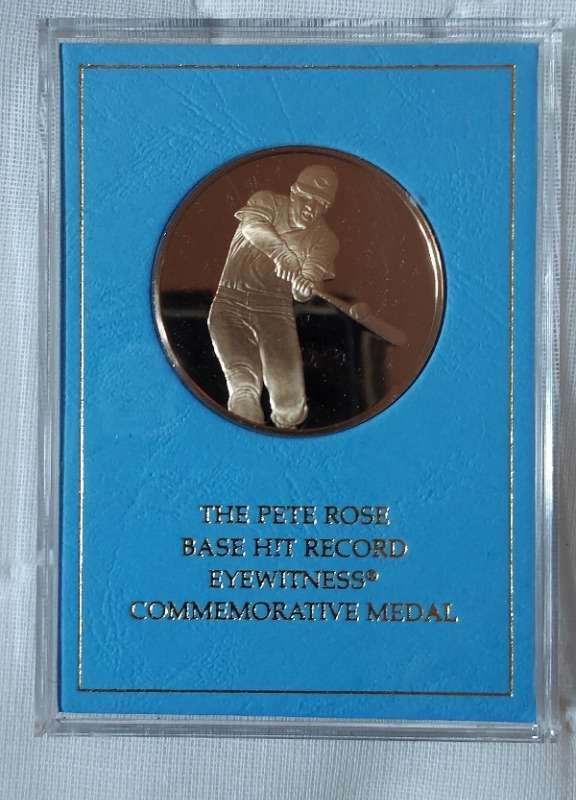 THE PETE ROSE
BASE HIT RECORD
EYEWITNESS®
COMMEMORATIVE MEDAL